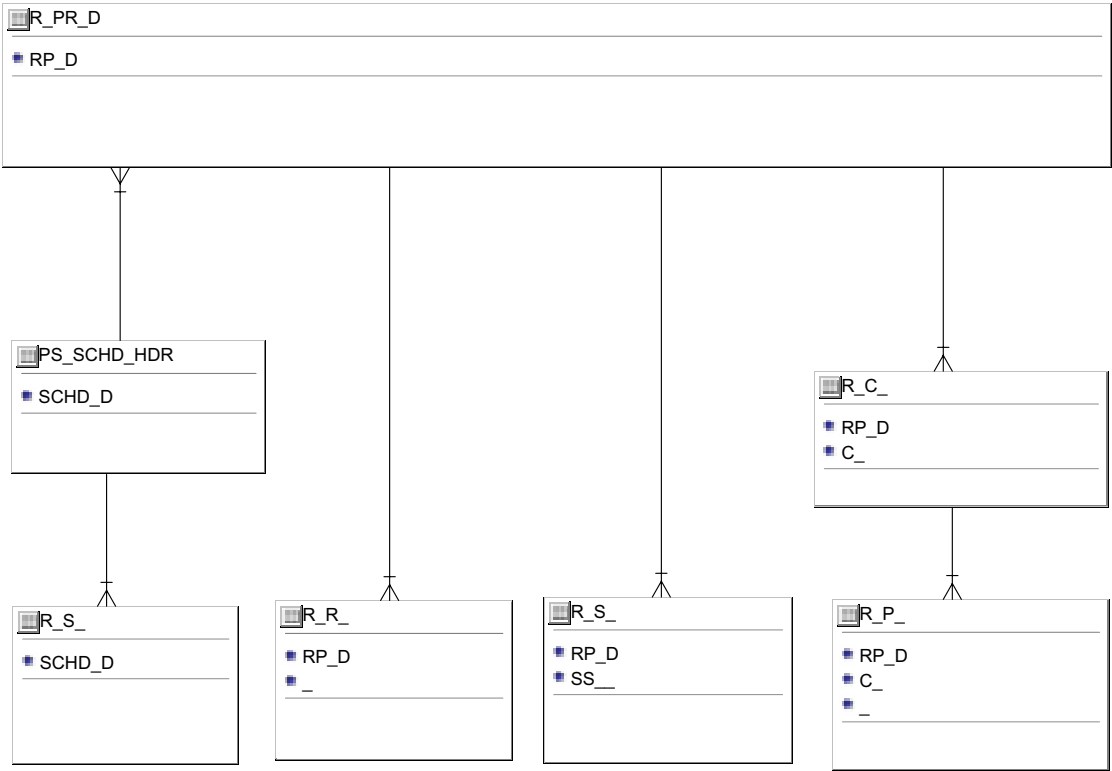 R_PR_D
RP_D
PS_SCHD_HDR
SCHD_D
R_C_
RP_D
C_
R_S_
SCHD_D
R_R_
RP_D
_
R_S_
RP_D
SS__
R_P_
RP_D
C_
_